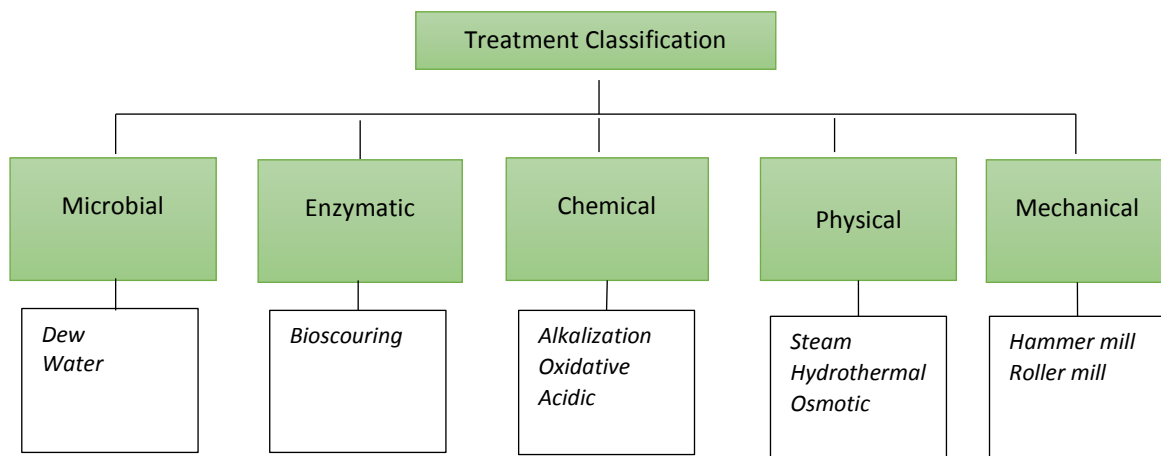 Treatment Classification
Microbial
Enzymatic
Chemical
Physical
Mechanical
Dew
Water
Bioscouring
Alkalization
Oxidative
Acidic
Steam
Hydrothermal
Osmotic
Hammer mill
Roller mill